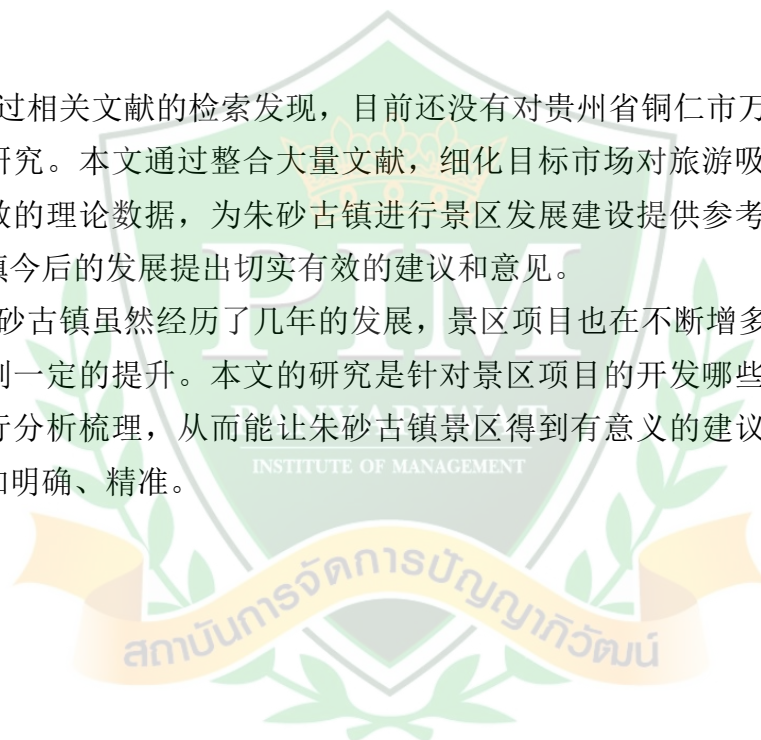 过相关文献的检索发现，目前还没有对贵州省铜仁市万
研究。本文通过整合大量文献，细化目标市场对旅游吸
效的理论数据，为朱砂古镇进行景区发展建设提供参考
镇今后的发展提出切实有效的建议和意见。
砂古镇虽然经历了几年的发展，景区项目也在不断增多
到一定的提升。本文的研究是针对景区项目的开发哪些
行分析梳理，从而能让朱砂古镇景区得到有意义的建议
加明确、精准。
PIM
PANYAPIWAT
INSTITUTE OF MANAGEMENT
สถาบันการจัดการปัญญาภิวัฒน์